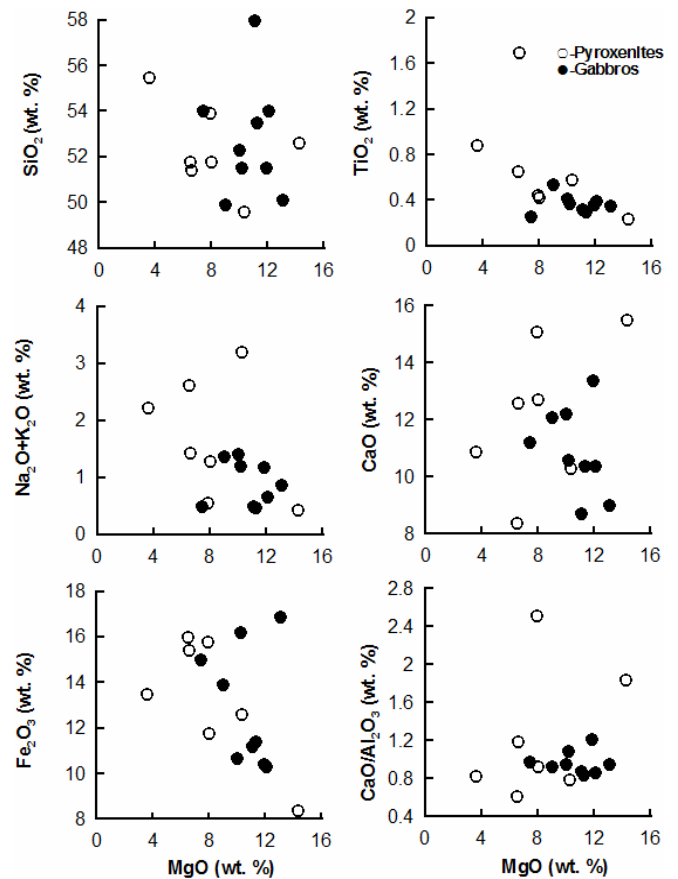 58
56
54
52
50
48
SiO2 (wt. %)
0 4 8 12 16
2
1.6
1.2
0.8
0.4
0
TiO2 (wt. %)
-Pyroxenites
-Gabbros
0 4 8 12 16
4
3
2
1
0
Na2O+K2O (wt. %)
0 4 8 12 16
16
14
12
10
8
CaO (wt. %)
0 4 8 12 16
18
16
14
12
10
8
Fe2O3 (wt. %)
0 4 8 12 16
MgO (wt. %)
2.8
2.4
2
1.6
1.2
0.8
0.4
CaO/Al2O3 (wt. %)
0 4 8 12 16
MgO (wt. %)